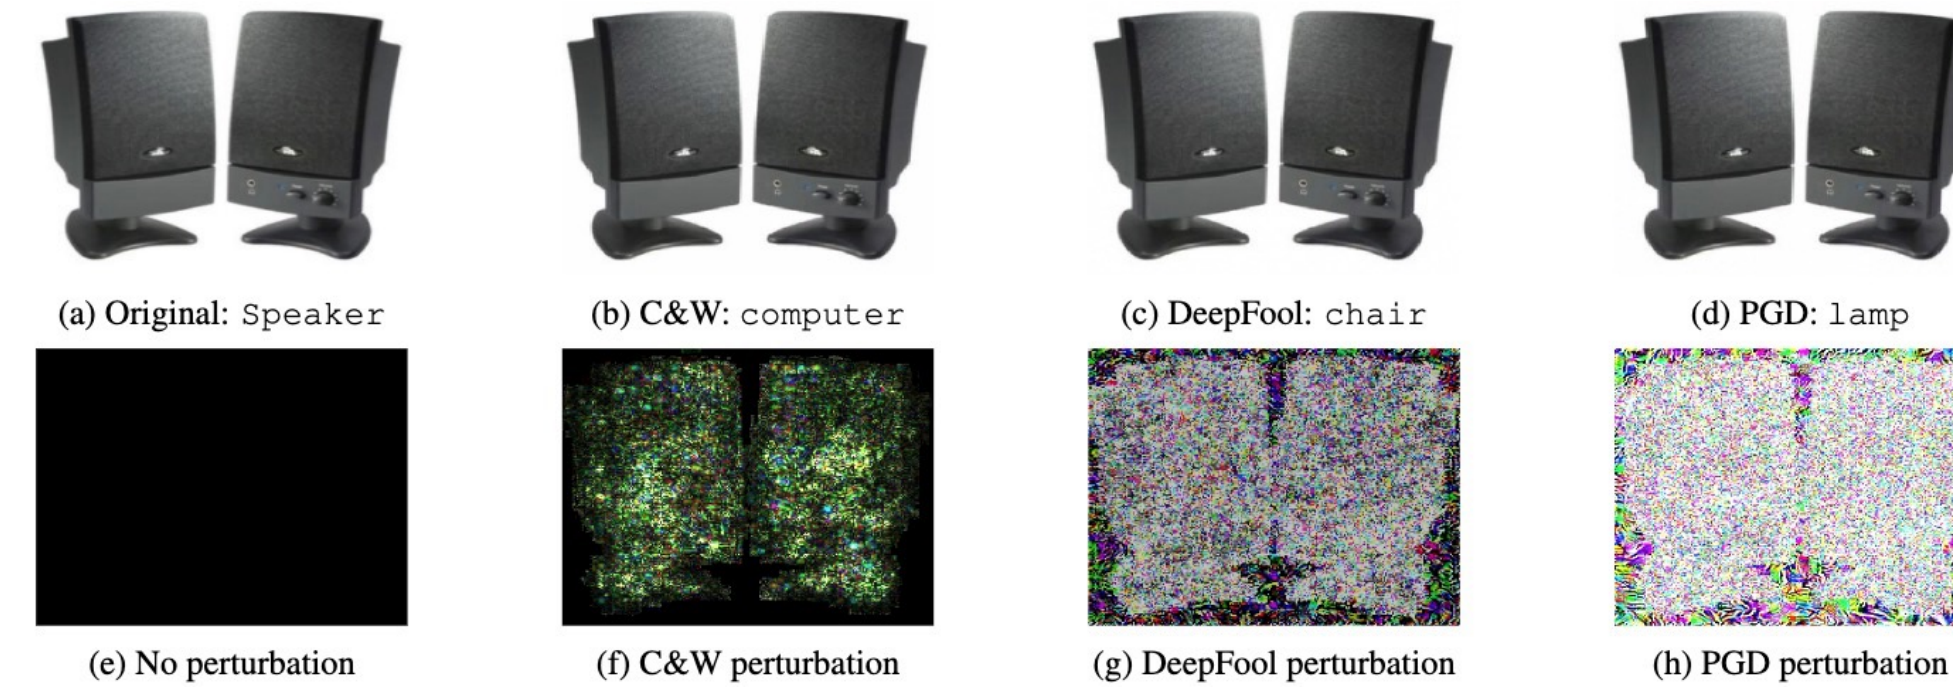 (a) Original: Speaker
(b) C&W: computer
(c) DeepFool: chair
(d) PGD: lamp
(e) No perturbation
(f) C&W perturbation
(g) DeepFool perturbation
(h) PGD perturbation